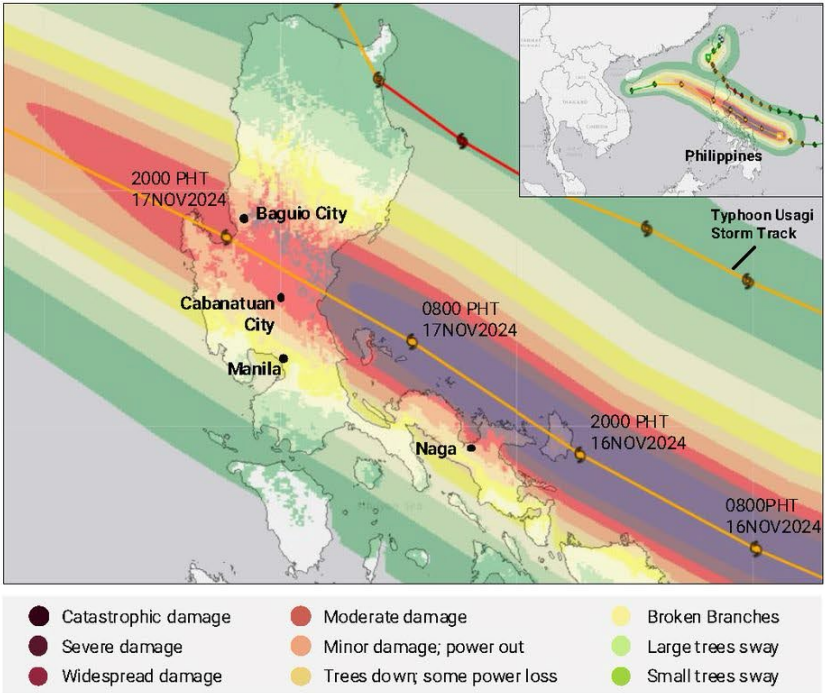 Philippines
Typhoon Usagi
Storm Track
2000 PHT
17NOV2024
Baguio City
Cabanatuan
City
0800 PHT
17NOV2024
Manila
2000 PHT
16NOV2024
Naga
0800PHT
16NOV2024
Catastrophic damage
Moderate damage
Broken Branches
Severe damage
Minor damage; power out
Large trees sway
Widespread damage
Trees down; some power loss
Small trees sway